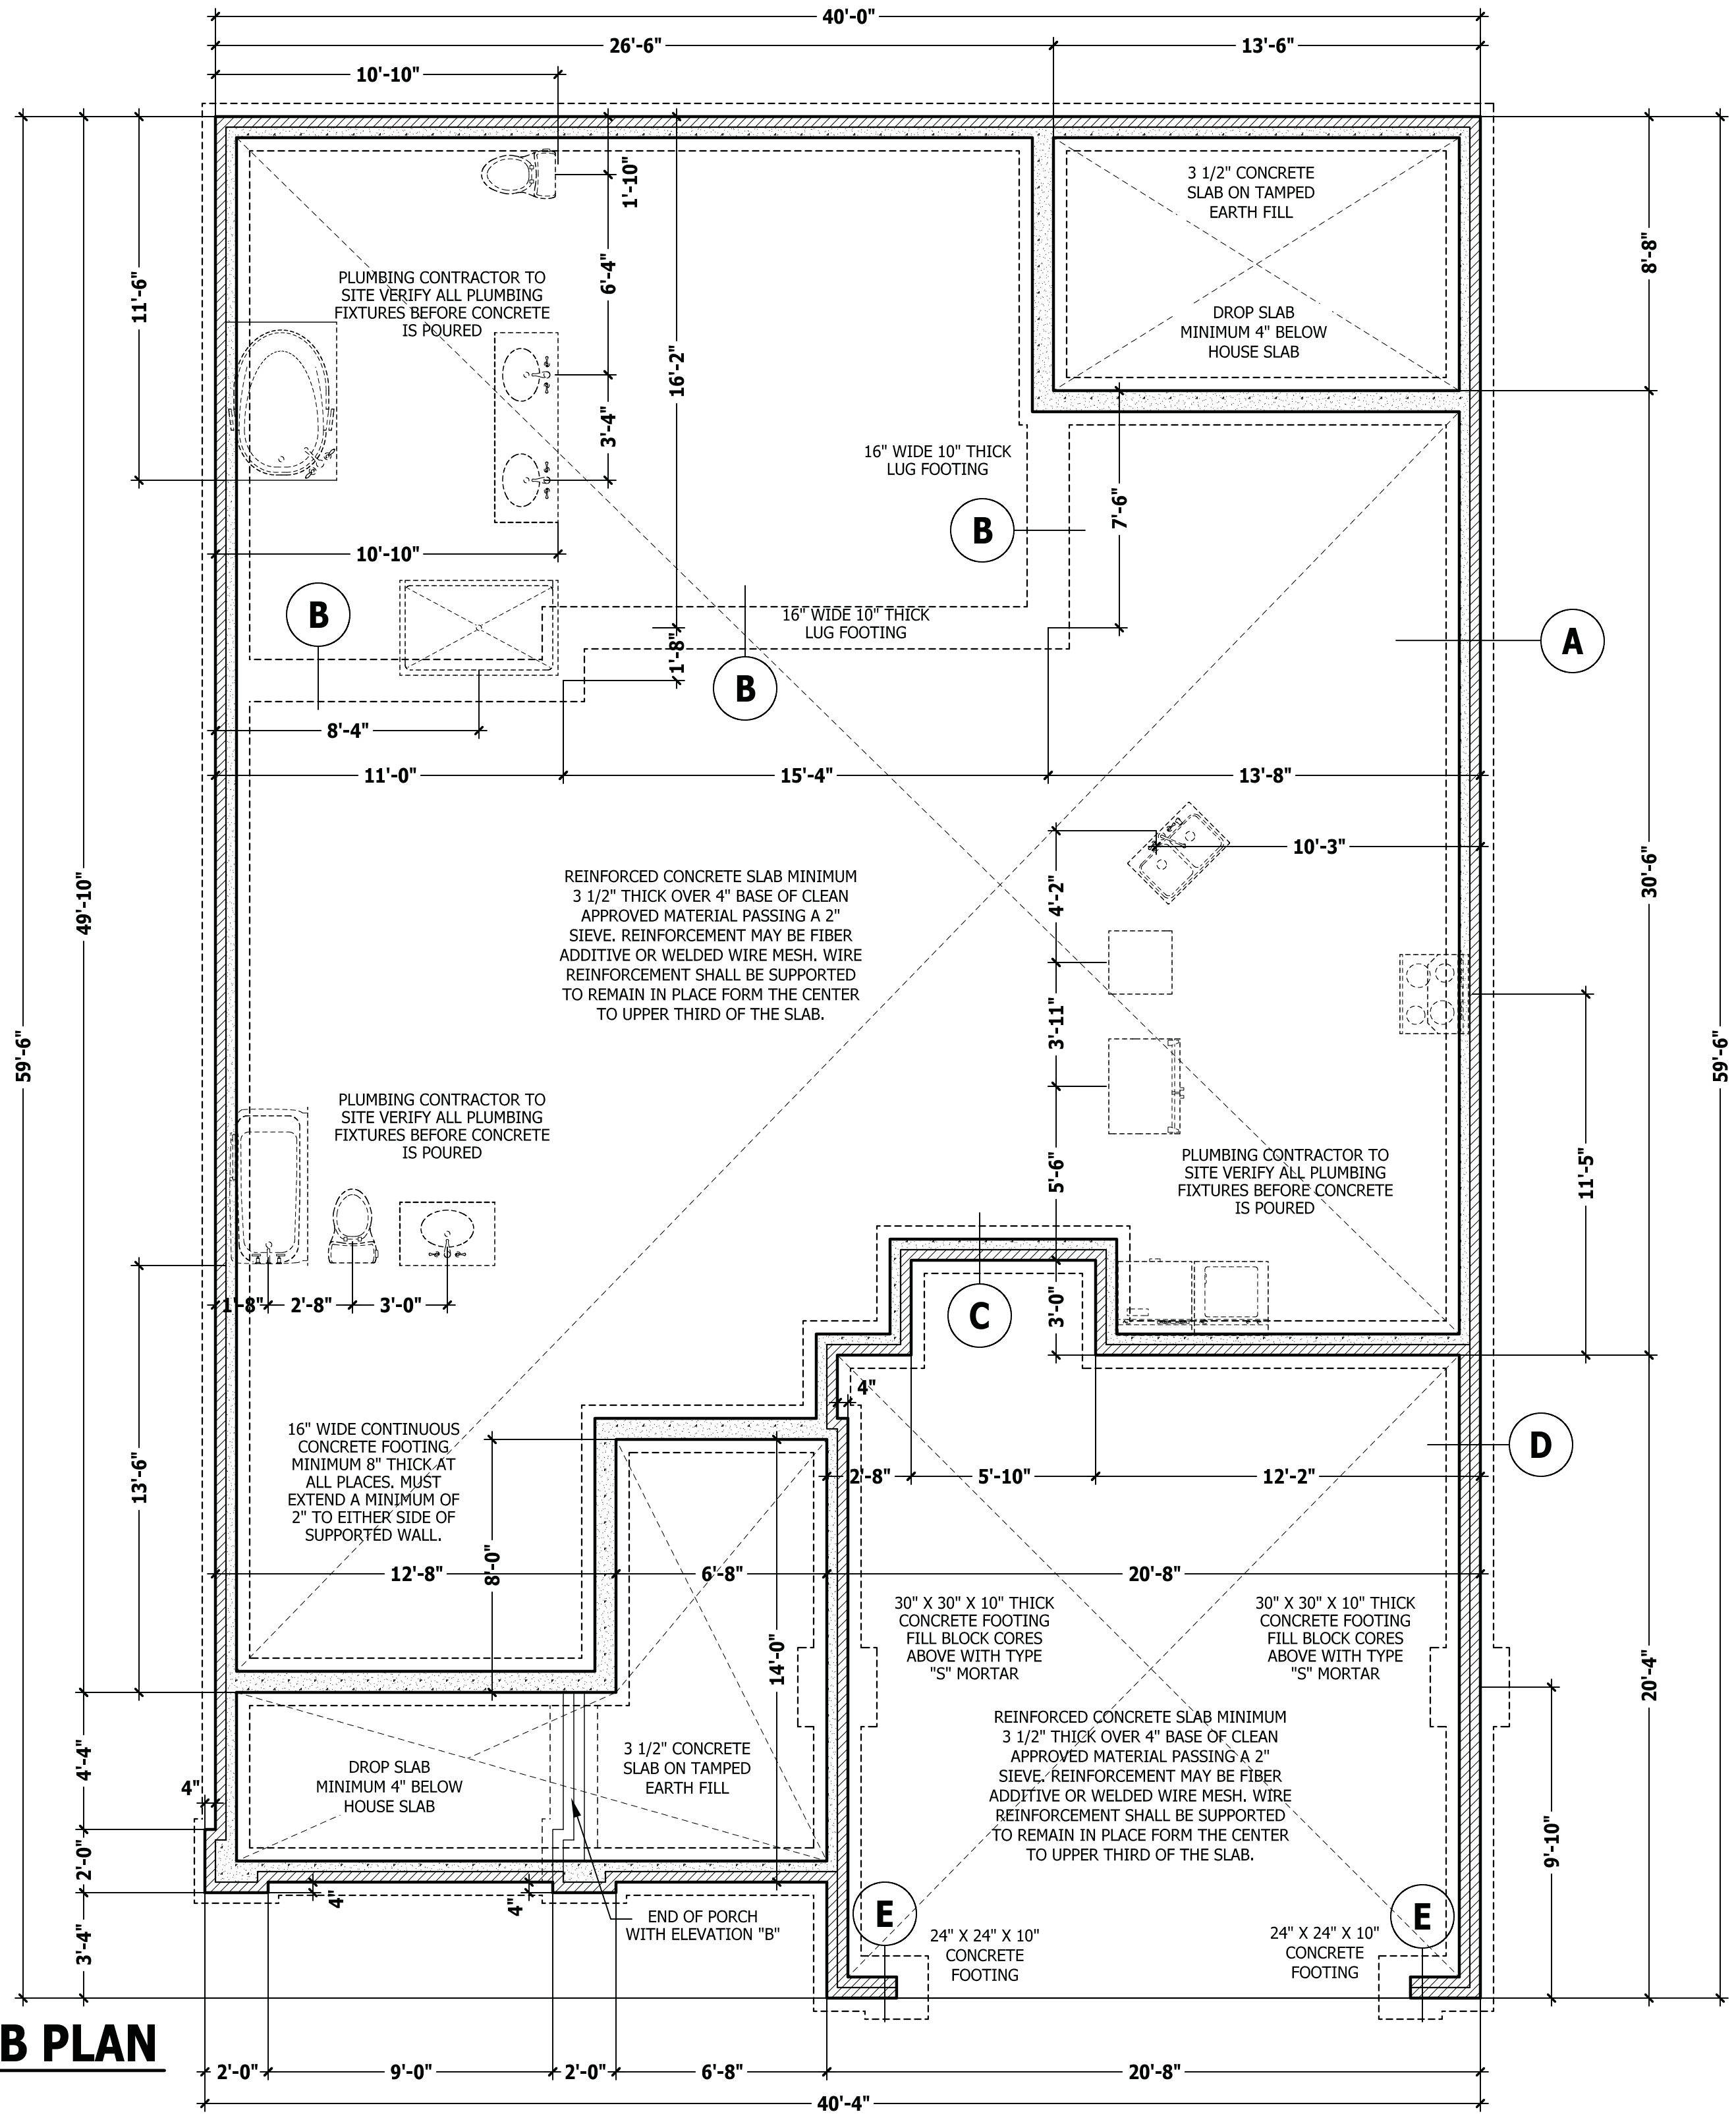 40'-0"
26'-6"
13'-6"
10'-10"
1'-10"
3 1/2" CONCRETE
SLAB ON TAMPED
EARTH FILL
8'-8"
11'-6"
6'-4"
PLUMBING CONTRACTOR TO
SITE VERIFY ALL PLUMBING
FIXTURES BEFORE CONCRETE
IS POURED
16'-2"
DROP SLAB
MINIMUM 4" BELOW
HOUSE SLAB
3'-4"
16" WIDE 10" THICK
LUG FOOTING
7'-6"
B
10'-10"
B
16" WIDE 10" THICK
LUG FOOTING
A
1'-8"
B
8'-4"
11'-0"
15'-4"
13'-8"
10'-3"
49'-10"
4'-2"
30'-6"
REINFORCED CONCRETE SLAB MINIMUM
3 1/2" THICK OVER 4" BASE OF CLEAN
APPROVED MATERIAL PASSING A 2"
SIEVE. REINFORCEMENT MAY BE FIBER
ADDITIVE OR WELDED WIRE MESH. WIRE
REINFORCEMENT SHALL BE SUPPORTED
TO REMAIN IN PLACE FORM THE CENTER
TO UPPER THIRD OF THE SLAB.
59'-6"
3'-11"
59'-6"
PLUMBING CONTRACTOR TO
SITE VERIFY ALL PLUMBING
FIXTURES BEFORE CONCRETE
IS POURED
5'-6"
PLUMBING CONTRACTOR TO
SITE VERIFY ALL PLUMBING
FIXTURES BEFORE CONCRETE
IS POURED
11'-5"
1'-8"
2'-8"
3'-0"
C
3'-0"
4"
16" WIDE CONTINUOUS
CONCRETE FOOTING
MINIMUM 8" THICK AT
ALL PLACES. MUST
EXTEND A MINIMUM OF
2" TO EITHER SIDE OF
SUPPORTED WALL.
D
13'-6"
2'-8"
5'-10"
12'-2"
8'-0"
12'-8"
6'-8"
20'-8"
30" X 30" X 10" THICK
CONCRETE FOOTING
FILL BLOCK CORES
ABOVE WITH TYPE
"S" MORTAR
30" X 30" X 10" THICK
CONCRETE FOOTING
FILL BLOCK CORES
ABOVE WITH TYPE
"S" MORTAR
14'-0"
20'-4"
REINFORCED CONCRETE SLAB MINIMUM
3 1/2" THICK OVER 4" BASE OF CLEAN
APPROVED MATERIAL PASSING A 2"
SIEVE. REINFORCEMENT MAY BE FIBER
ADDITIVE OR WELDED WIRE MESH. WIRE
REINFORCEMENT SHALL BE SUPPORTED
TO REMAIN IN PLACE FORM THE CENTER
TO UPPER THIRD OF THE SLAB.
4'-4"
4"
DROP SLAB
MINIMUM 4" BELOW
HOUSE SLAB
3 1/2" CONCRETE
SLAB ON TAMPED
EARTH FILL
9'-10"
2'-0"
4"
4"
END OF PORCH
WITH ELEVATION "B"
E
24" X 24" X 10"
CONCRETE
FOOTING
E
24" X 24" X 10"
CONCRETE
FOOTING
3'-4"
B PLAN
2'-0"
9'-0"
2'-0"
6'-8"
20'-8"
40'-4"